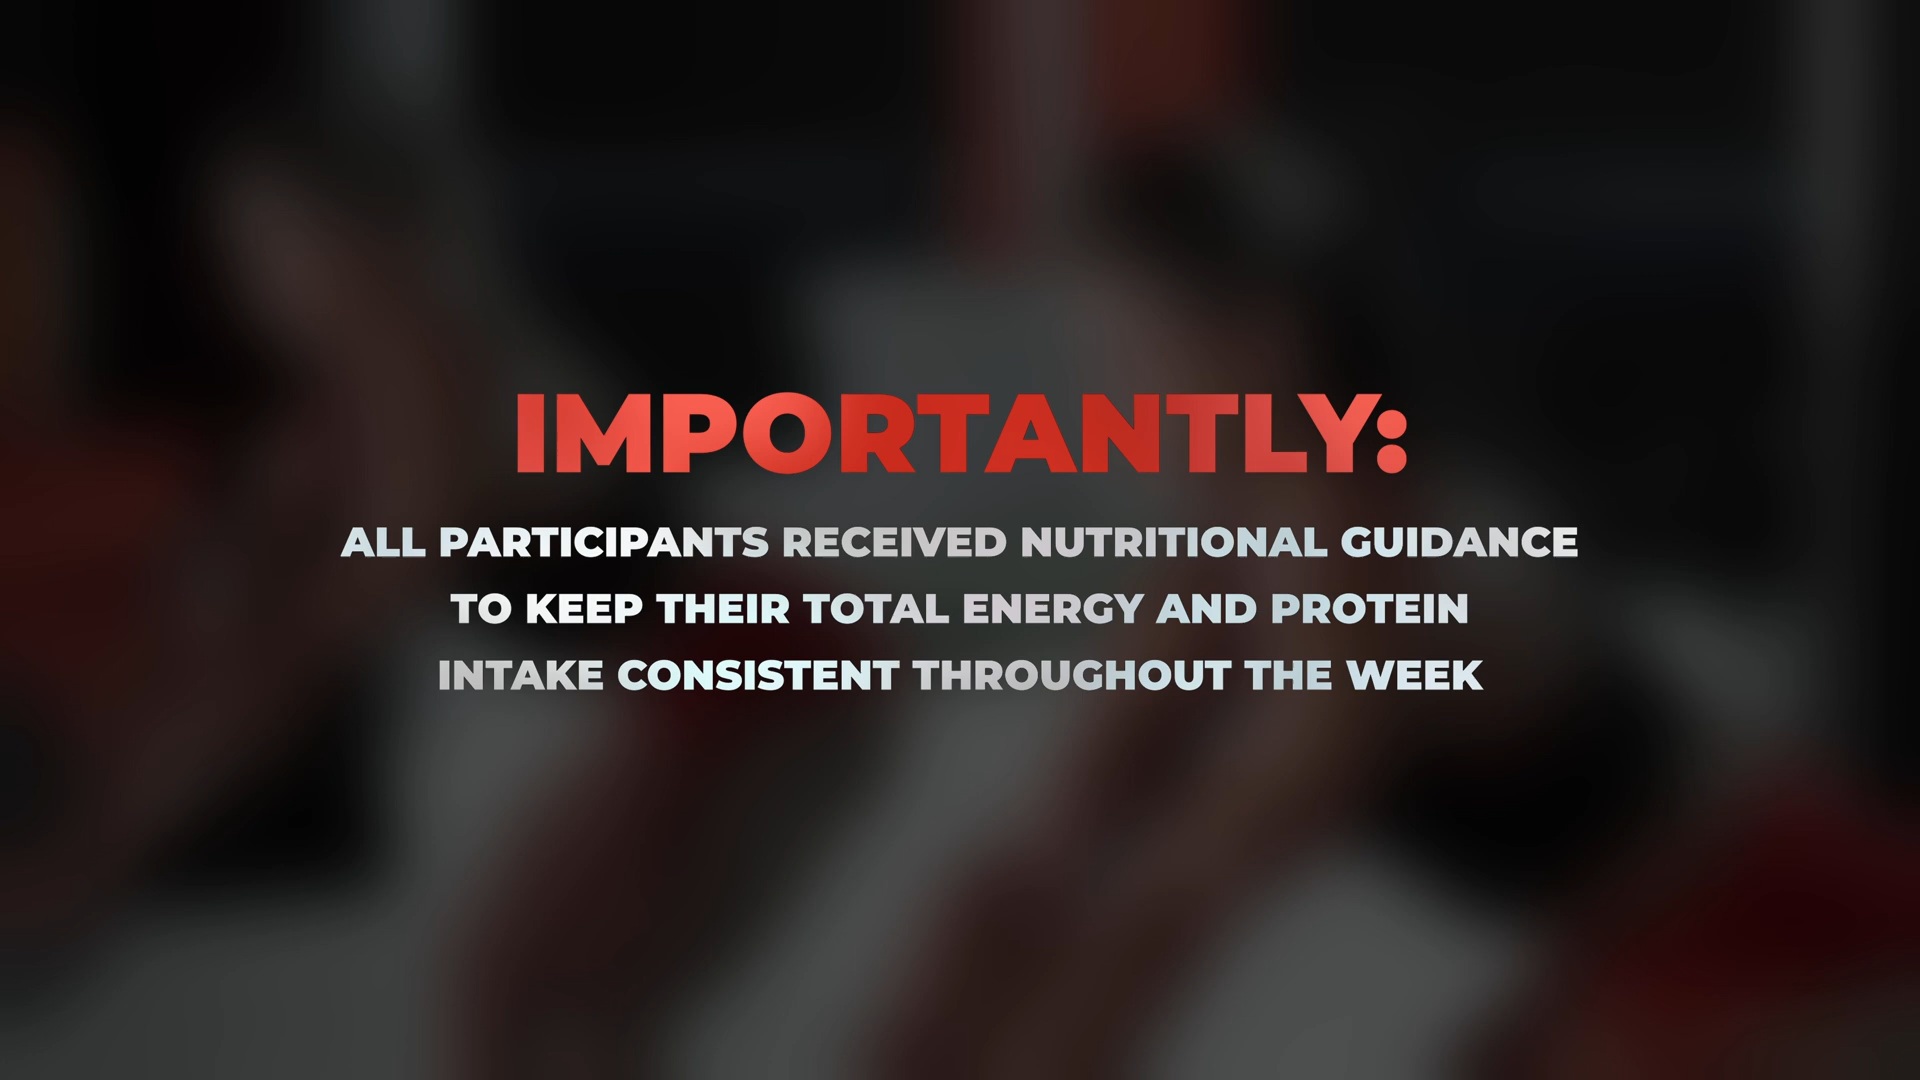 IMPORTANTLY:
ALL PARTICIPANTS RECEIVED NUTRITIONAL GUIDANCE
TO KEEP THEIR TOTAL ENERGY AND PROTEIN
INTAKE CONSISTENT THROUGHOUT THE WEEK